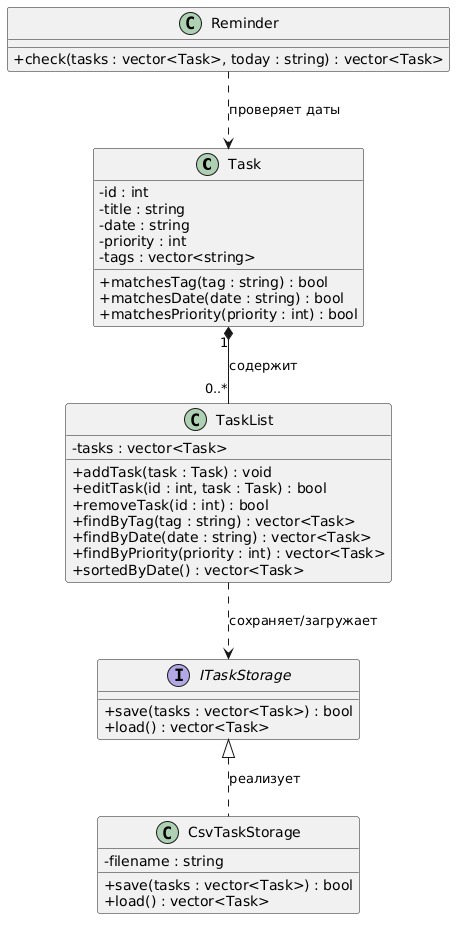 C Reminder
+check(tasks : vector<Task>, today : string) : vector<Task>
проверяет даты
C Task
-id : int
-title : string
-date : string
-priority : int
-tags : vector<string>
+matchesTag(tag : string) : bool
+matchesDate(date : string) : bool
+matchesPriority(priority : int) : bool
1
содержит
0..*
C TaskList
-tasks : vector<Task>
+addTask(task : Task) : void
+editTask(id : int, task : Task) : bool
+removeTask(id : int) : bool
+findByTag(tag : string) : vector<Task>
+findByDate(date : string) : vector<Task>
+findByPriority(priority : int) : vector<Task>
+sortedByDate() : vector<Task>
сохраняет/загружает
I ITaskStorage
+save(tasks : vector<Task>) : bool
+load() : vector<Task>
реализует
C CsvTaskStorage
-filename : string
+save(tasks : vector<Task>) : bool
+load() : vector<Task>